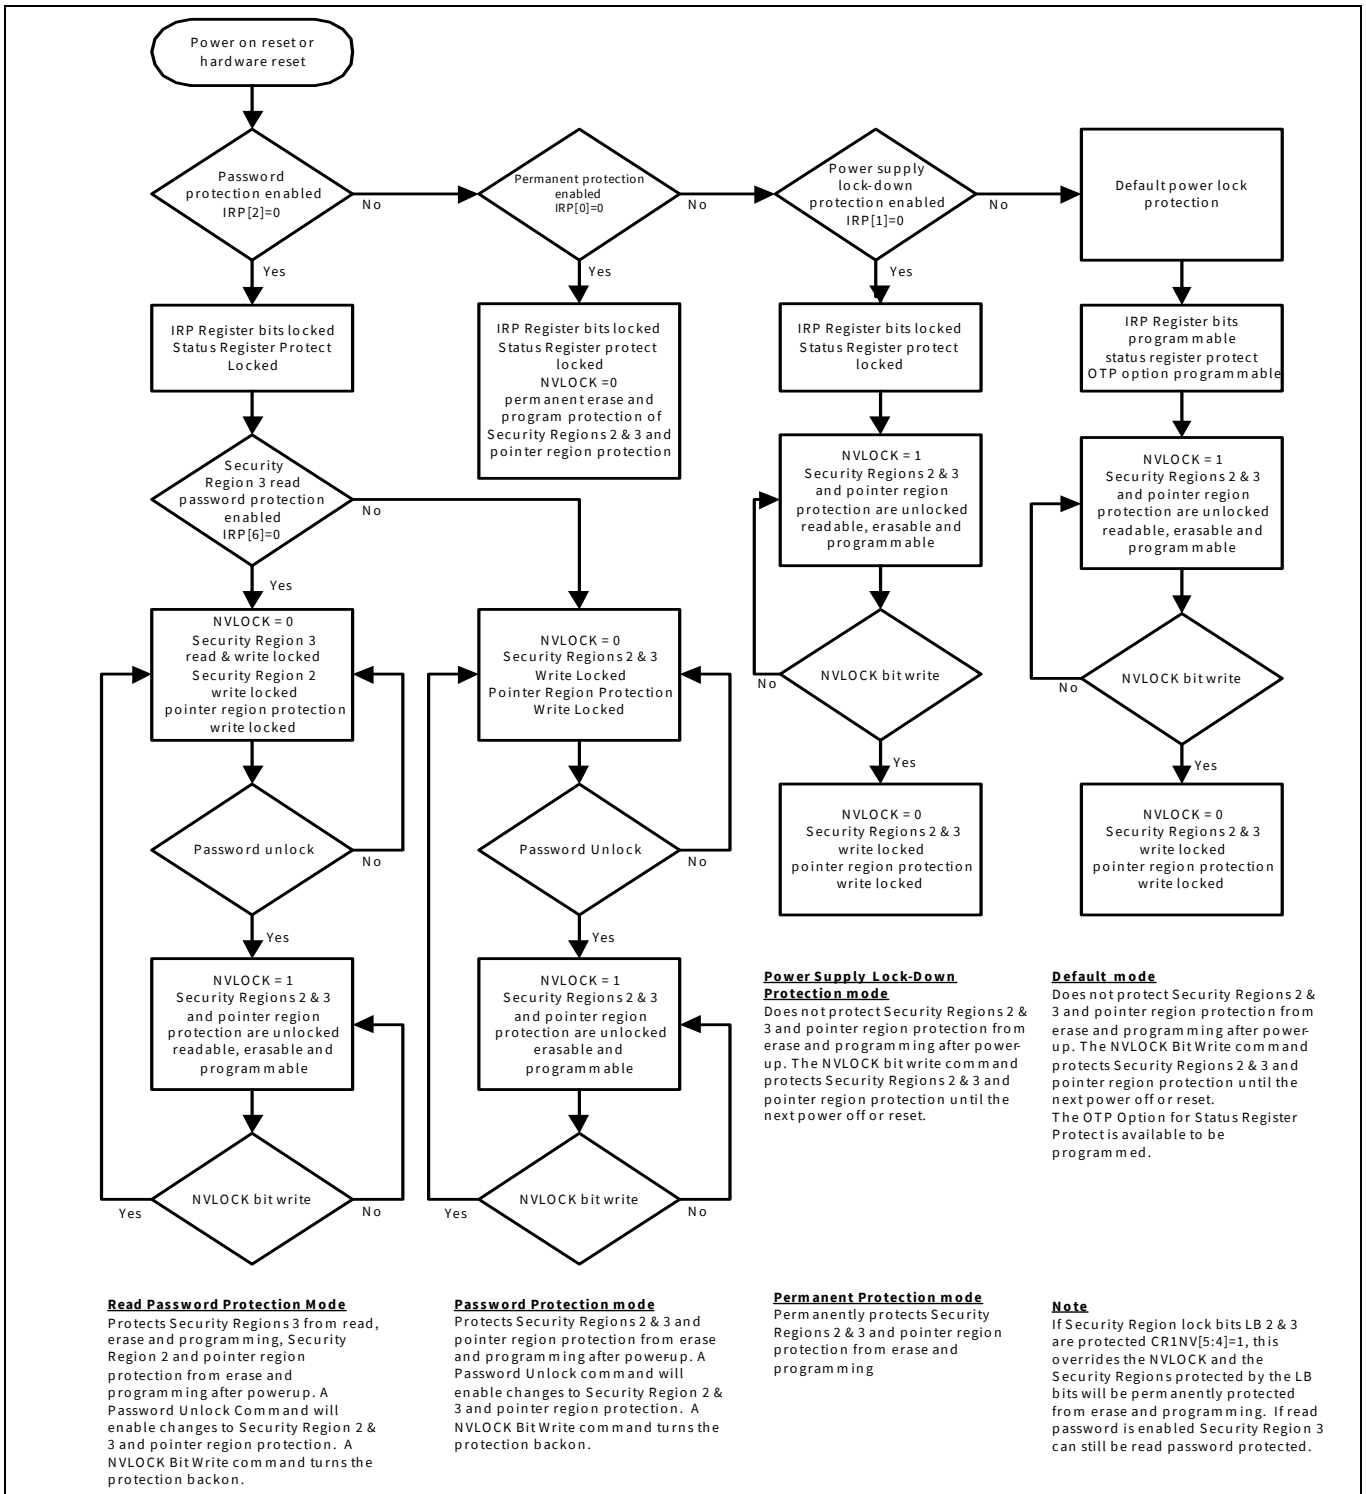 Power on reset or
hardware reset
Password
protection enabled
IRP[2]=0
No
Yes
Permanent protection
enabled
IRP[0]=0
No
Yes
Power supply
lock-down
protection enabled
IRP[1]=0
No
Yes
Default power lock
protection
IRP Register bits locked
Status Register Protect
Locked
IRP Register bits locked
Status Register protect
locked
NVLOCK =0
permanent erase and
program protection of
Security Regions 2 & 3 and
pointer region protection
IRP Register bits locked
Status Register protect
locked
IRP Register bits
programmable
status register protect
OTP option programmable
Security
Region 3 read
password protection
enabled
IRP[6]=0
No
Yes
NVLOCK = 1
Security Regions 2 & 3
and pointer region
protection are unlocked
readable, erasable and
programmable
NVLOCK = 1
Security Regions 2 & 3
and pointer region
protection are unlocked
readable, erasable and
programmable
NVLOCK = 0
Security Region 3
read & write locked
Security Region 2
write locked
pointer region protection
write locked
NVLOCK = 0
Security Regions 2 & 3
Write Locked
Pointer Region Protection
Write Locked
NVLOCK bit write
No
Yes
NVLOCK bit write
No
Yes
Password unlock
No
Yes
Password Unlock
No
Yes
NVLOCK = 0
Security Regions 2 & 3
write locked
pointer region protection
write locked
NVLOCK = 0
Security Regions 2 & 3
write locked
pointer region protection
write locked
NVLOCK = 1
Security Regions 2 & 3
and pointer region
protection are unlocked
readable, erasable and
programmable
NVLOCK = 1
Security Regions 2 & 3
and pointer region
protection are unlocked
erasable and
programmable
NVLOCK bit write
Yes
No
NVLOCK bit write
Yes
No
Power Supply Lock-Down
Protection mode
Does not protect Security Regions 2 &
3 and pointer region protection from
erase and programming after power-
up. The NVLOCK bit write command
protects Security Regions 2 & 3 and
pointer region protection until the
next power off or reset.
Default mode
Does not protect Security Regions 2 &
3 and pointer region protection from
erase and programming after power-
up. The NVLOCK Bit Write command
protects Security Regions 2 & 3 and
pointer region protection until the
next power off or reset.
The OTP Option for Status Register
Protect is available to be
programmed.
Read Password Protection Mode
Protects Security Regions 3 from read,
erase and programming, Security
Region 2 and pointer region
protection from erase and
programming after powerup. A
Password Unlock Command will
enable changes to Security Region 2 &
3 and pointer region protection. A
NVLOCK Bit Write command turns the
protection backon.
Password Protection mode
Protects Security Regions 2 & 3 and
pointer region protection from erase
and programming after powerup. A
Password Unlock command will
enable changes to Security Region 2 &
3 and pointer region protection. A
NVLOCK Bit Write command turns the
protection backon.
Permanent Protection mode
Permanently protects Security
Regions 2 & 3 and pointer region
protection from erase and
programming
Note
If Security Region lock bits LB 2 & 3
are protected CR1NV[5:4]=1, this
overrides the NVLOCK and the
Security Regions protected by the LB
bits will be permanently protected
from erase and programming. If read
password is enabled Security Region 3
can still be read password protected.